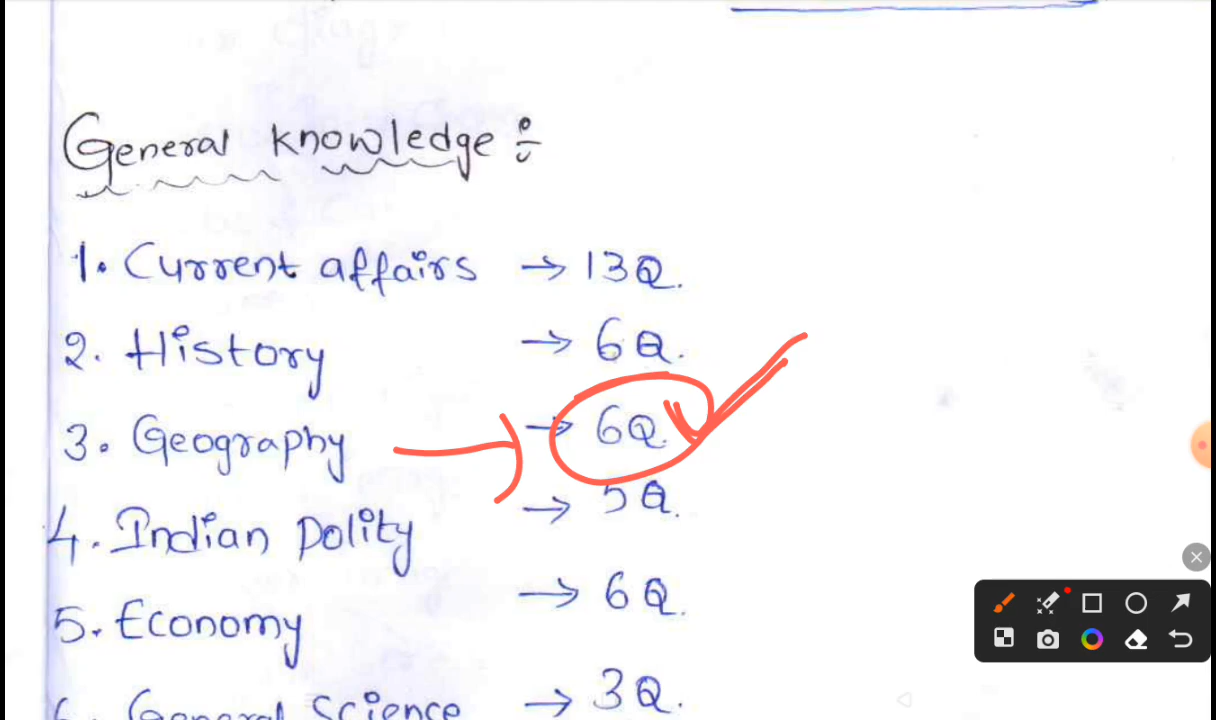 General knowledge :-
1. Current affairs → 13Q.
2. History → 6Q.
3. Geography → 6Q.
4. Indian polity → 5Q.
5. Economy → 6Q.
6. General science → 3Q.